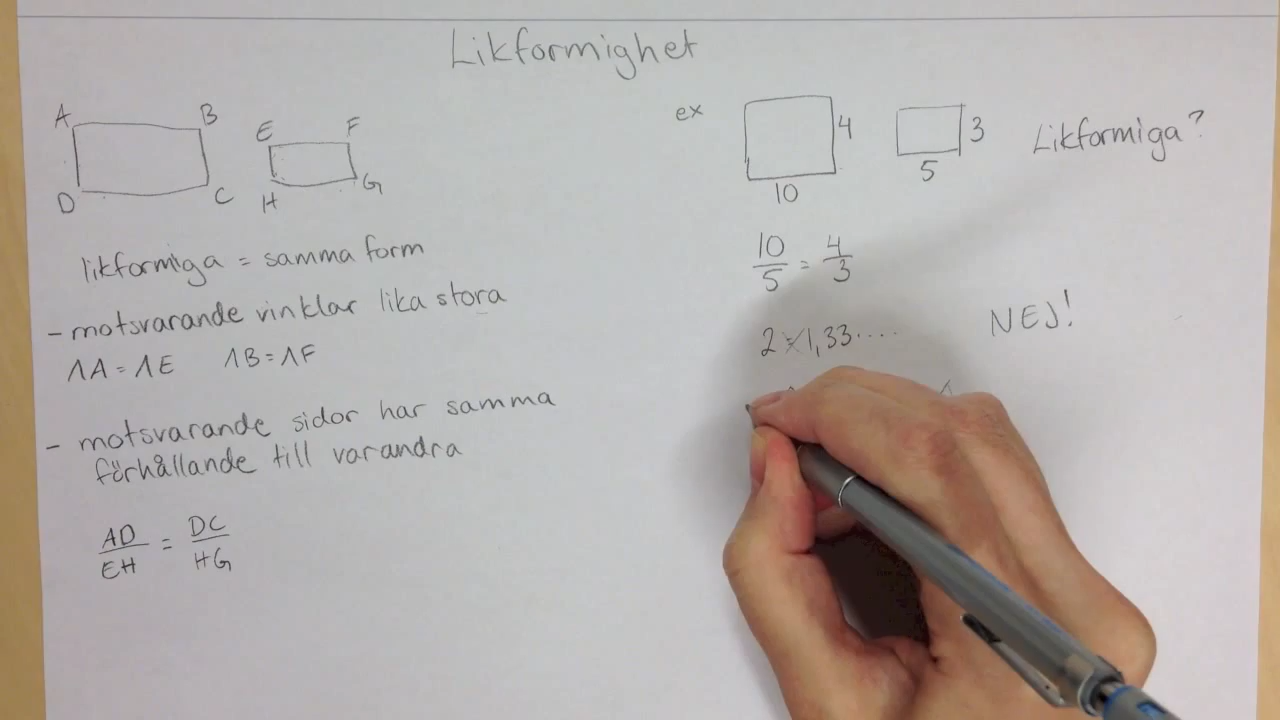 Likformighet
A B
D C
E F
H G
likformiga = samma form
- motsvarande vinklar lika stora
∧A = ∧E ∧B = ∧F
- motsvarande sidor har samma
förhållande till varandra
AD/EH = DC/HG
ex
4
10
3
5
Likformiga?
10/5 = 4/3
2 ≠ 1,33....
NEJ!